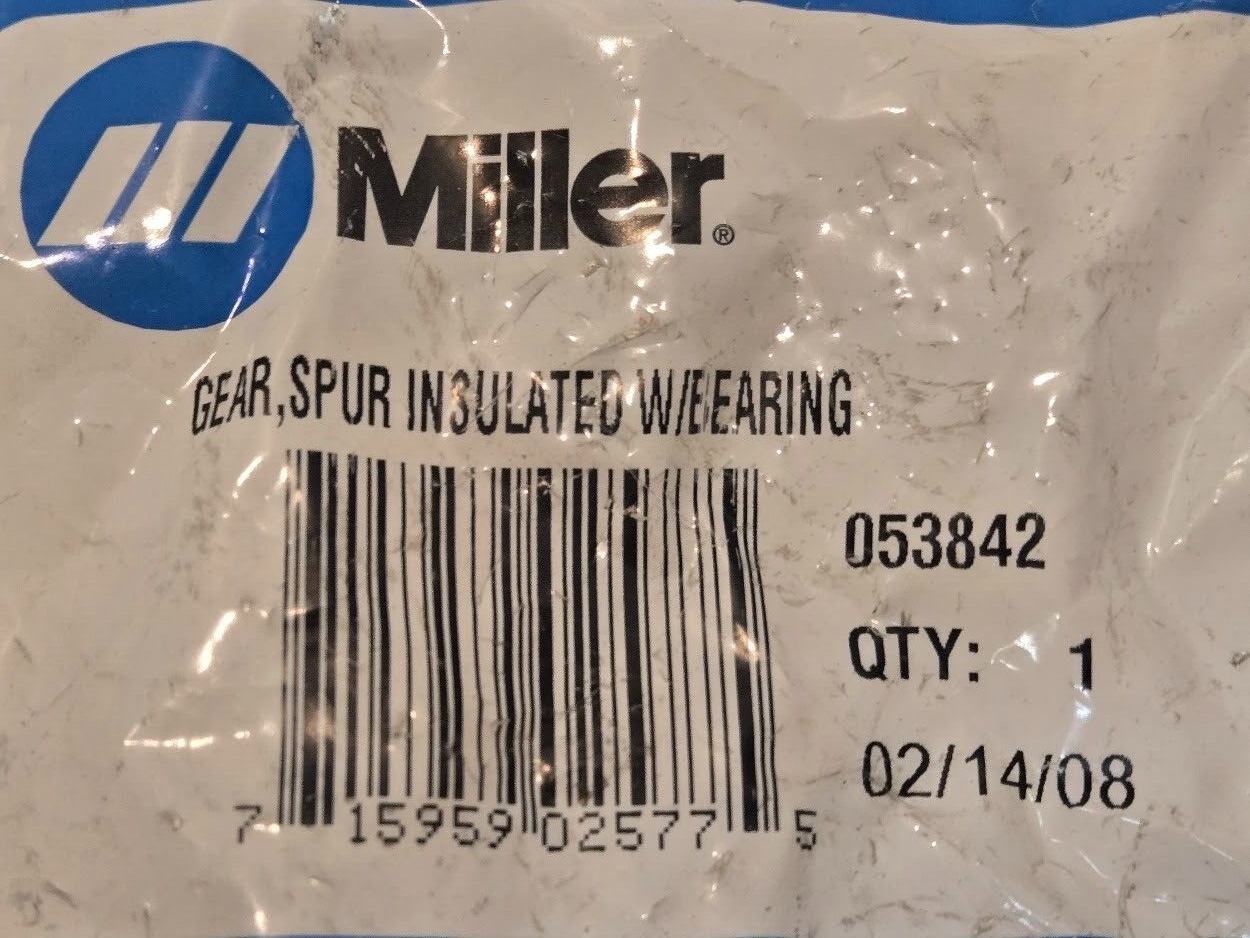 Miller®
GEAR,SPUR INSULATED W/BEARING
053842
QTY: 1
02/14/08
7 15959 02577 5